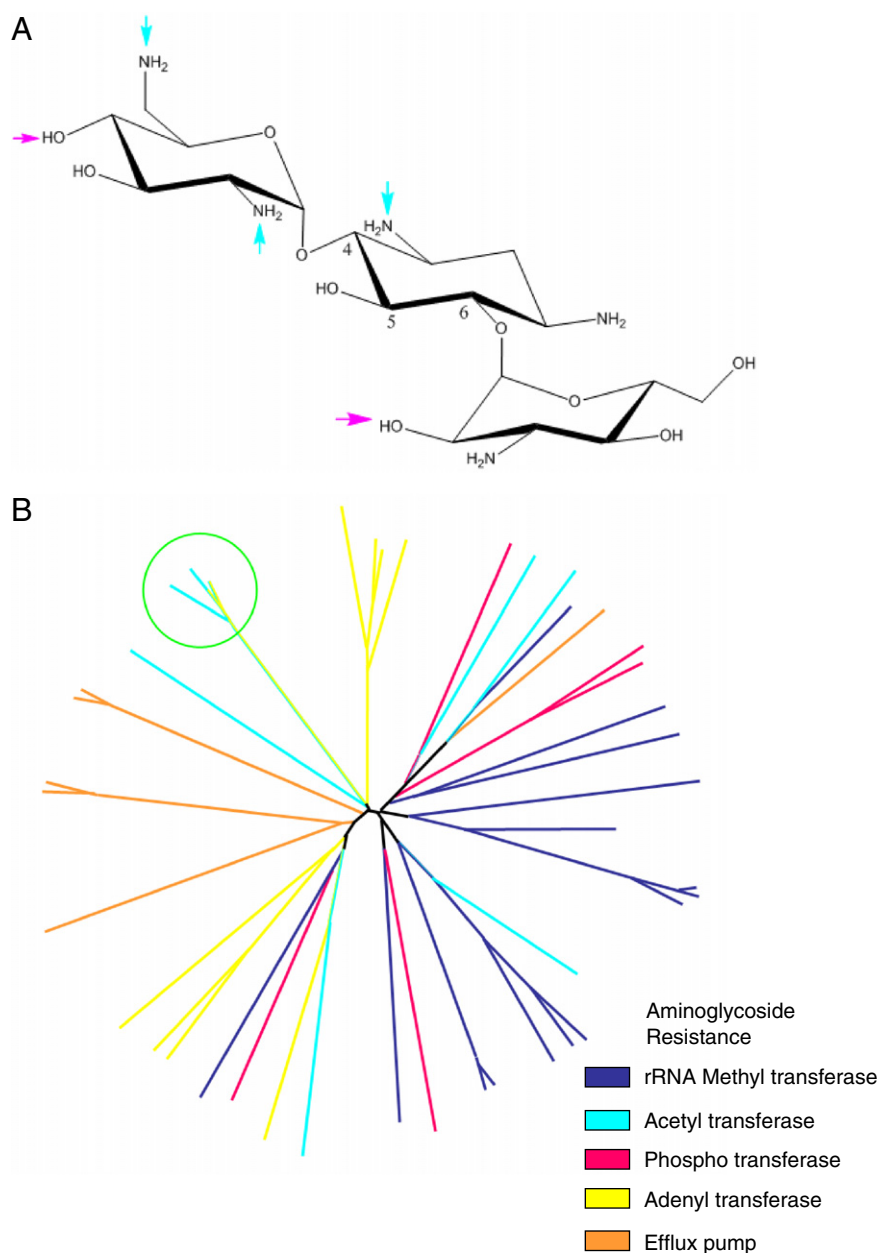 A
NH₂
HO
O
HO
NH₂
H₂N
O
4
HO
5
6
NH₂
O
OH
O
HO
OH
H₂N
B
Aminoglycoside
Resistance
rRNA Methyl transferase
Acetyl transferase
Phospho transferase
Adenyl transferase
Efflux pump